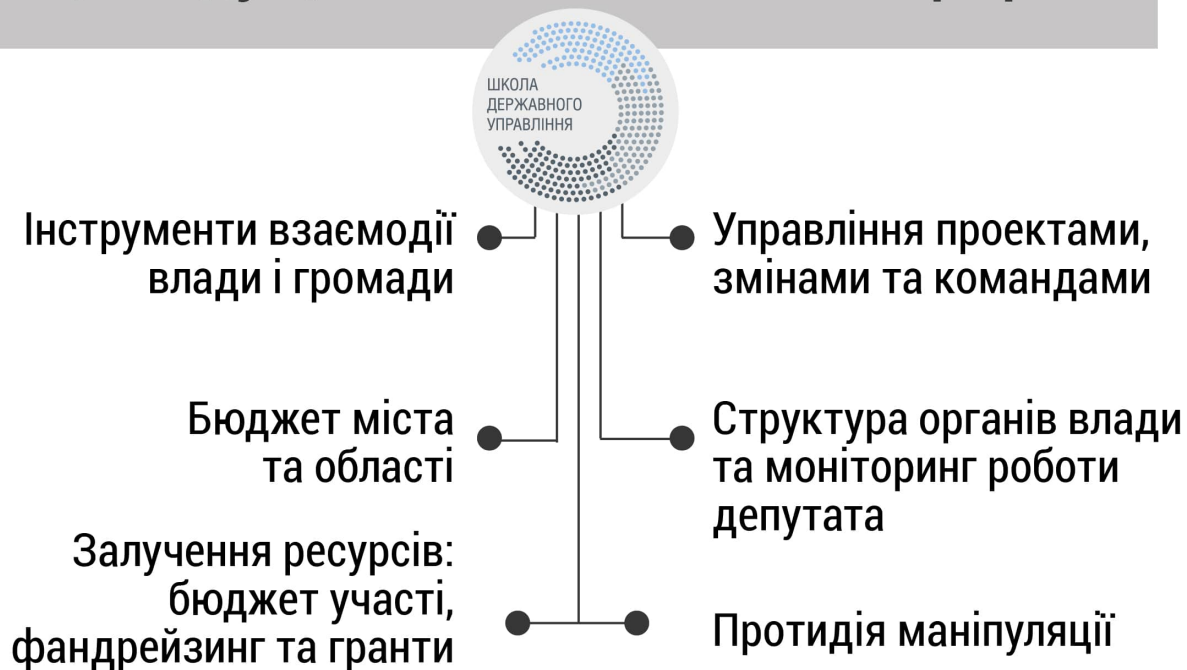 ШКОЛА
ДЕРЖАВНОГО
УПРАВЛІННЯ
Інструменти взаємодії
влади і громади
Управління проектами,
змінами та командами
Бюджет міста
та області
Структура органів влади
та моніторинг роботи
депутата
Залучення ресурсів:
бюджет участі,
фандрейзинг та гранти
Протидія маніпуляції